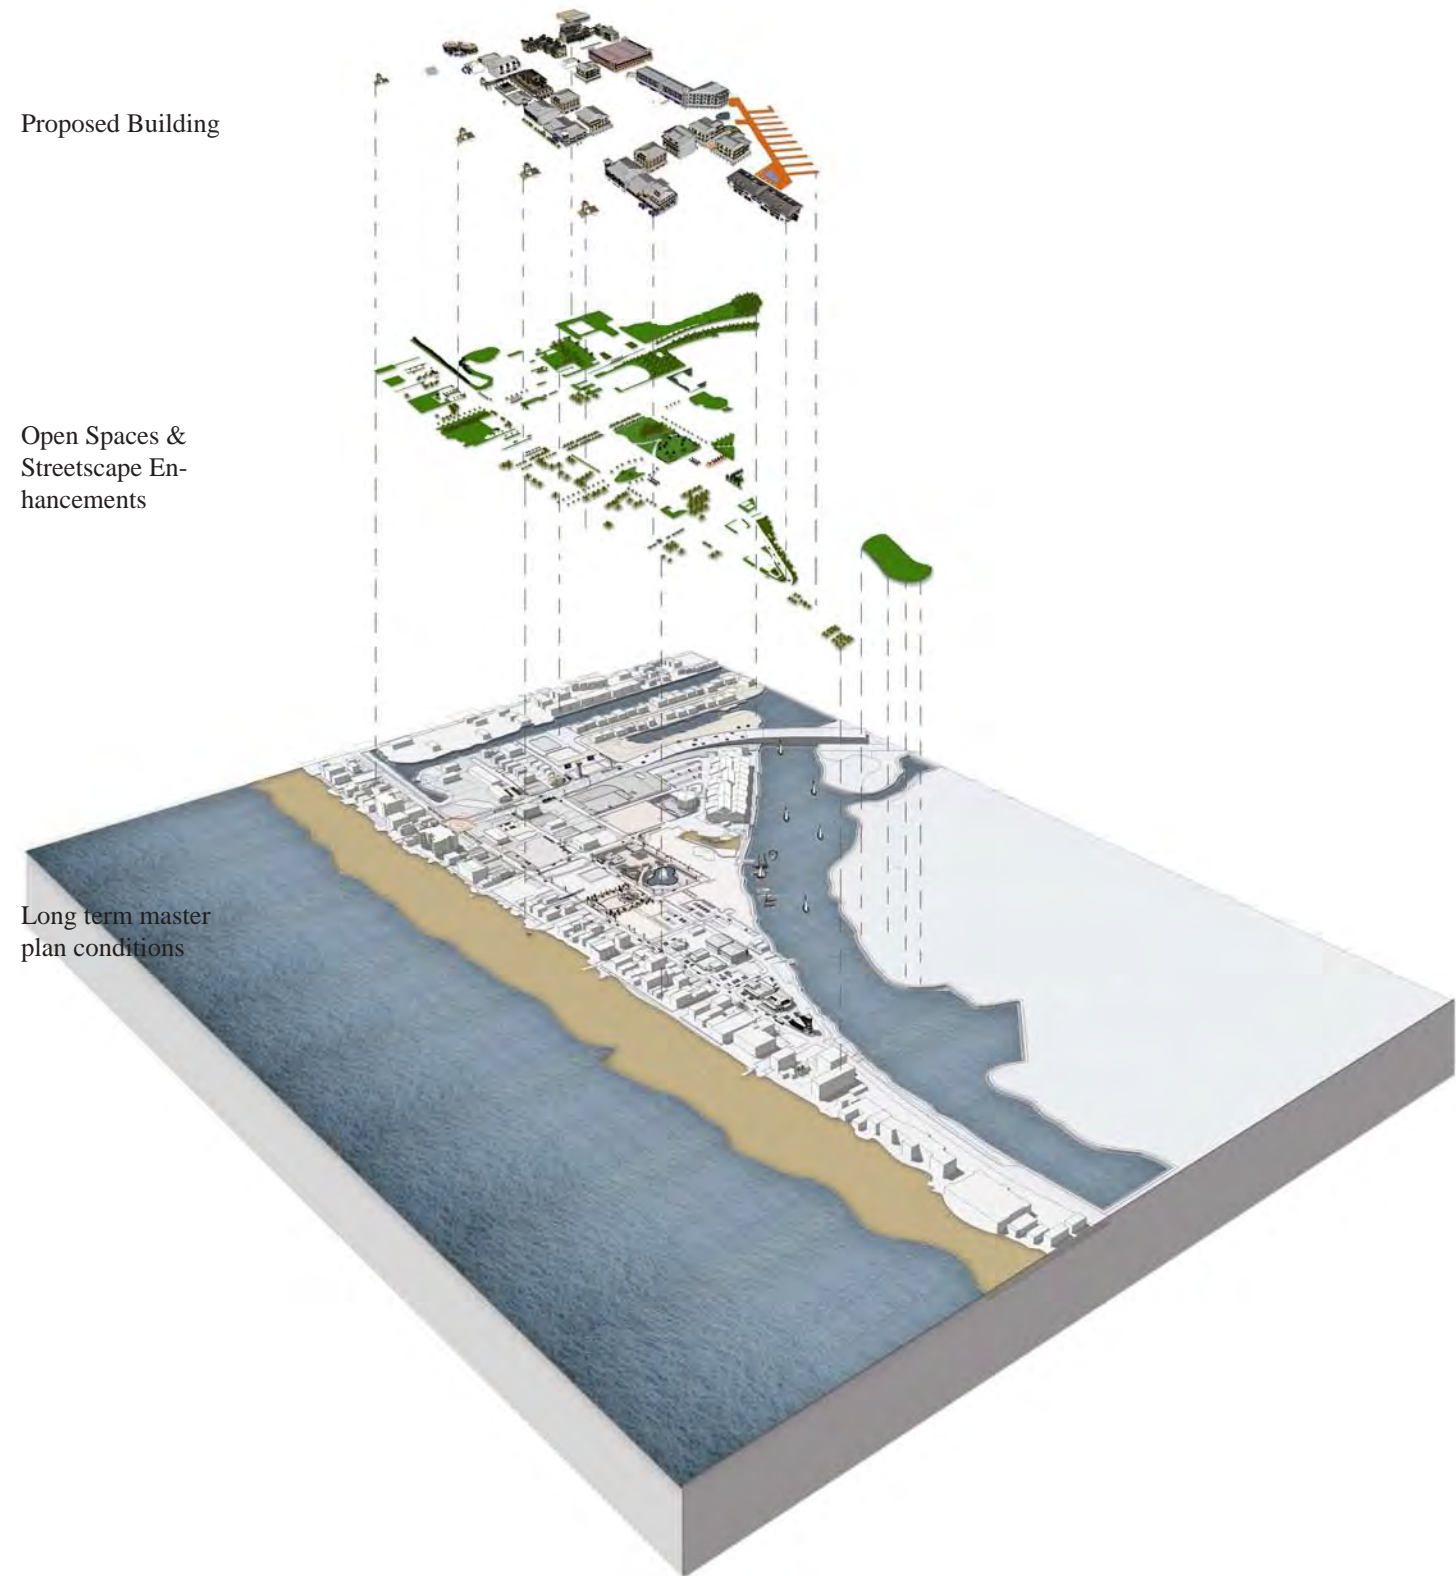 Proposed Building
Open Spaces &
Streetscape En-
hancements
Long term master
plan conditions